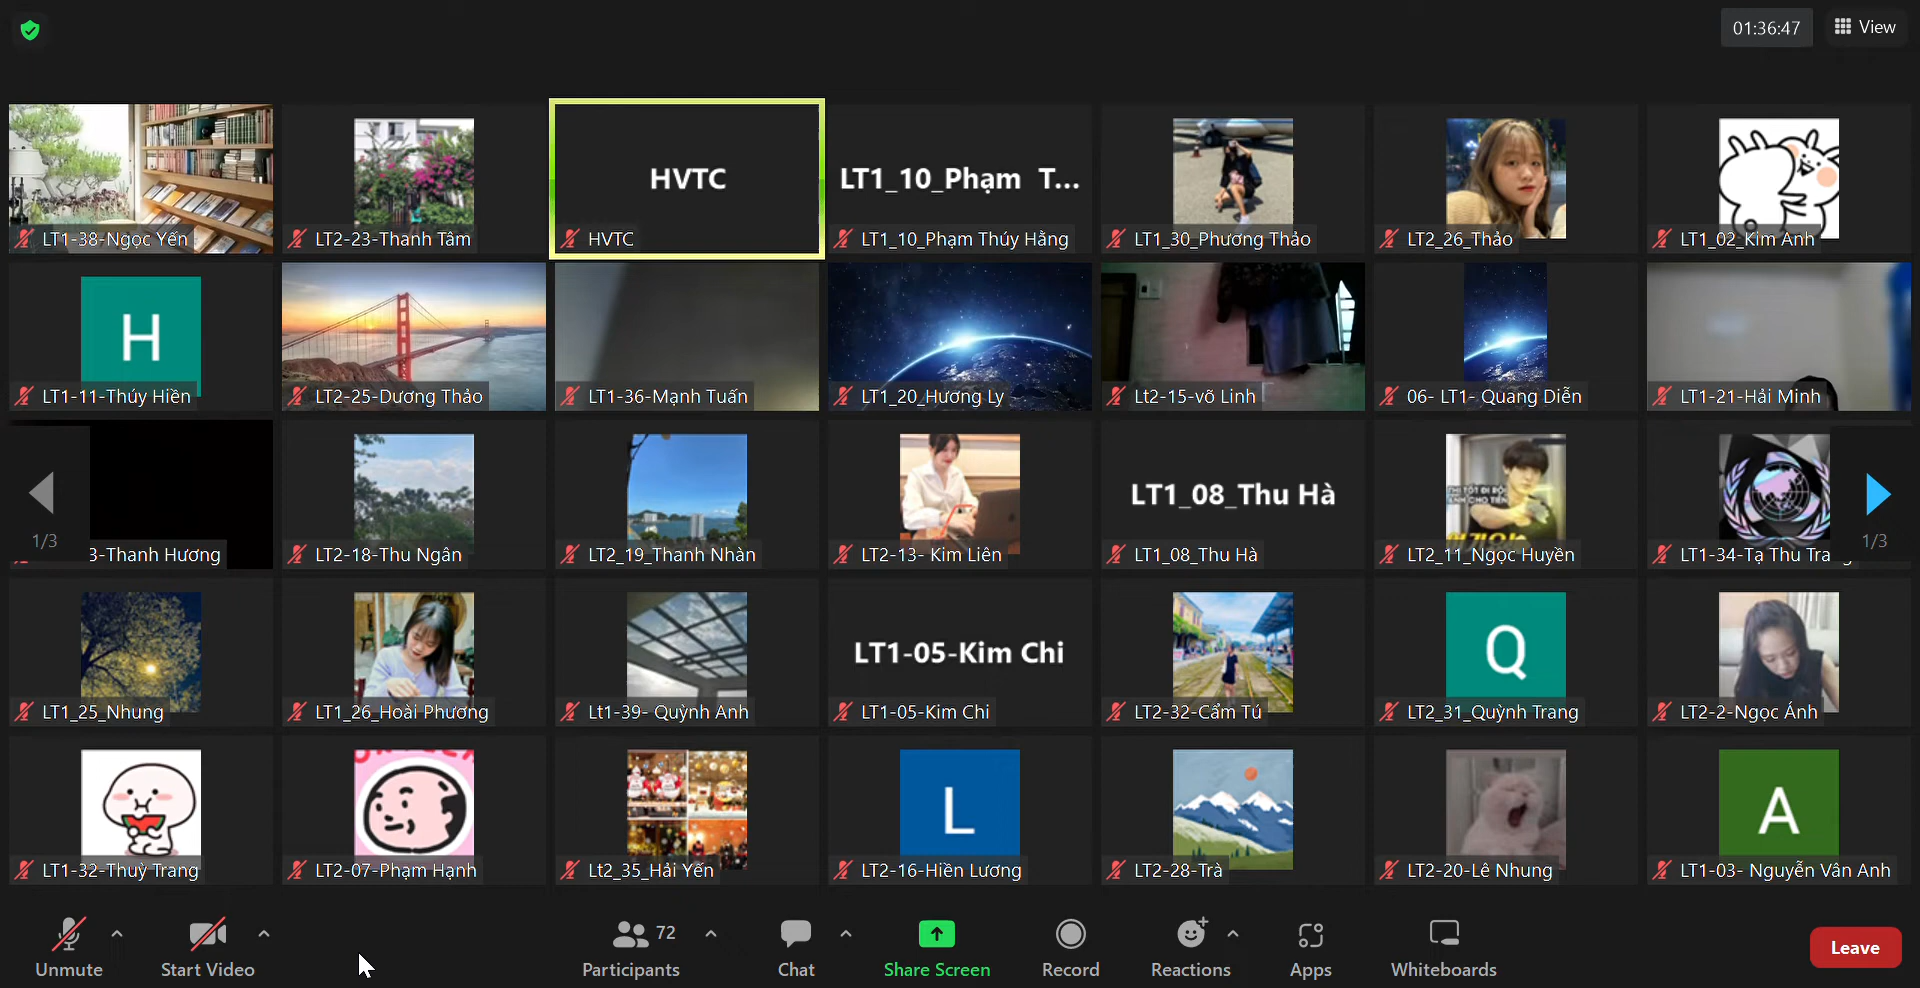 01:36:47
View
LT1-38-Ngọc Yến
LT2-23-Thanh Tâm
HVTC
HVTC
LT1_10_Phạm T...
LT1_10_Phạm Thúy Hằng
LT1_30_Phương Thảo
LT2_26_Thảo
LT1_02_Kim Anh
H
LT1-11-Thúy Hiền
LT2-25-Dương Thảo
LT1-36-Mạnh Tuấn
LT1_20_Hương Ly
Lt2-15-võ Linh
06- LT1- Quang Diễn
LT1-21-Hải Minh
1/3
3-Thanh Hương
LT2-18-Thu Ngân
LT2_19_Thanh Nhàn
LT2-13- Kim Liên
LT1_08_Thu Hà
LT1_08_Thu Hà
LT2_11_Ngọc Huyền
LT1-34-Tạ Thu Tra
1/3
LT1_25_Nhung
LT1_26_Hoài Phương
Lt1-39- Quỳnh Anh
LT1-05-Kim Chi
LT1-05-Kim Chi
LT2-32-Cẩm Tú
Q
LT2_31_Quỳnh Trang
LT2-2-Ngọc Ánh
LT1-32-Thuỳ Trang
LT2-07-Phạm Hạnh
Lt2_35_Hải Yến
L
LT2-16-Hiền Lương
LT2-28-Trà
LT2-20-Lê Nhung
A
LT1-03- Nguyễn Vân Anh
Unmute
Start Video
72
Participants
Chat
Share Screen
Record
Reactions
Apps
Whiteboards
Leave